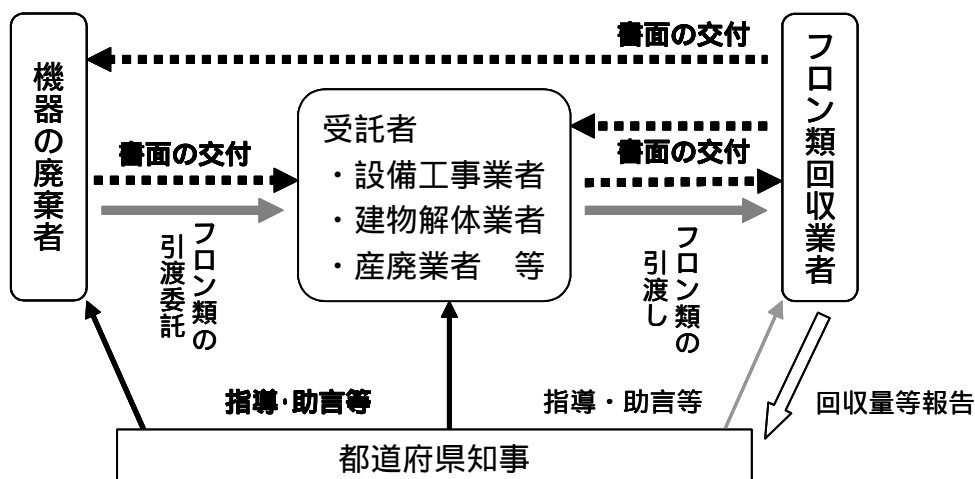 書面の交付
機器の廃棄者
フロン類回収業者
受託者
・設備工事業者
・建物解体業者
・産廃業者　等
書面の交付
書面の交付
フロン類の
引渡委託
フロン類の
引渡し
指導・助言等
指導・助言等
回収量等報告
都道府県知事